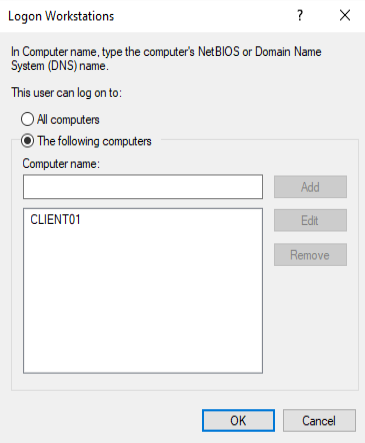 Logon Workstations
?
In Computer name, type the computer's NetBIOS or Domain Name
System (DNS) name.
This user can log on to:
All computers
The following computers
Computer name:
Add
CLIENT01
Edit
Remove
OK
Cancel